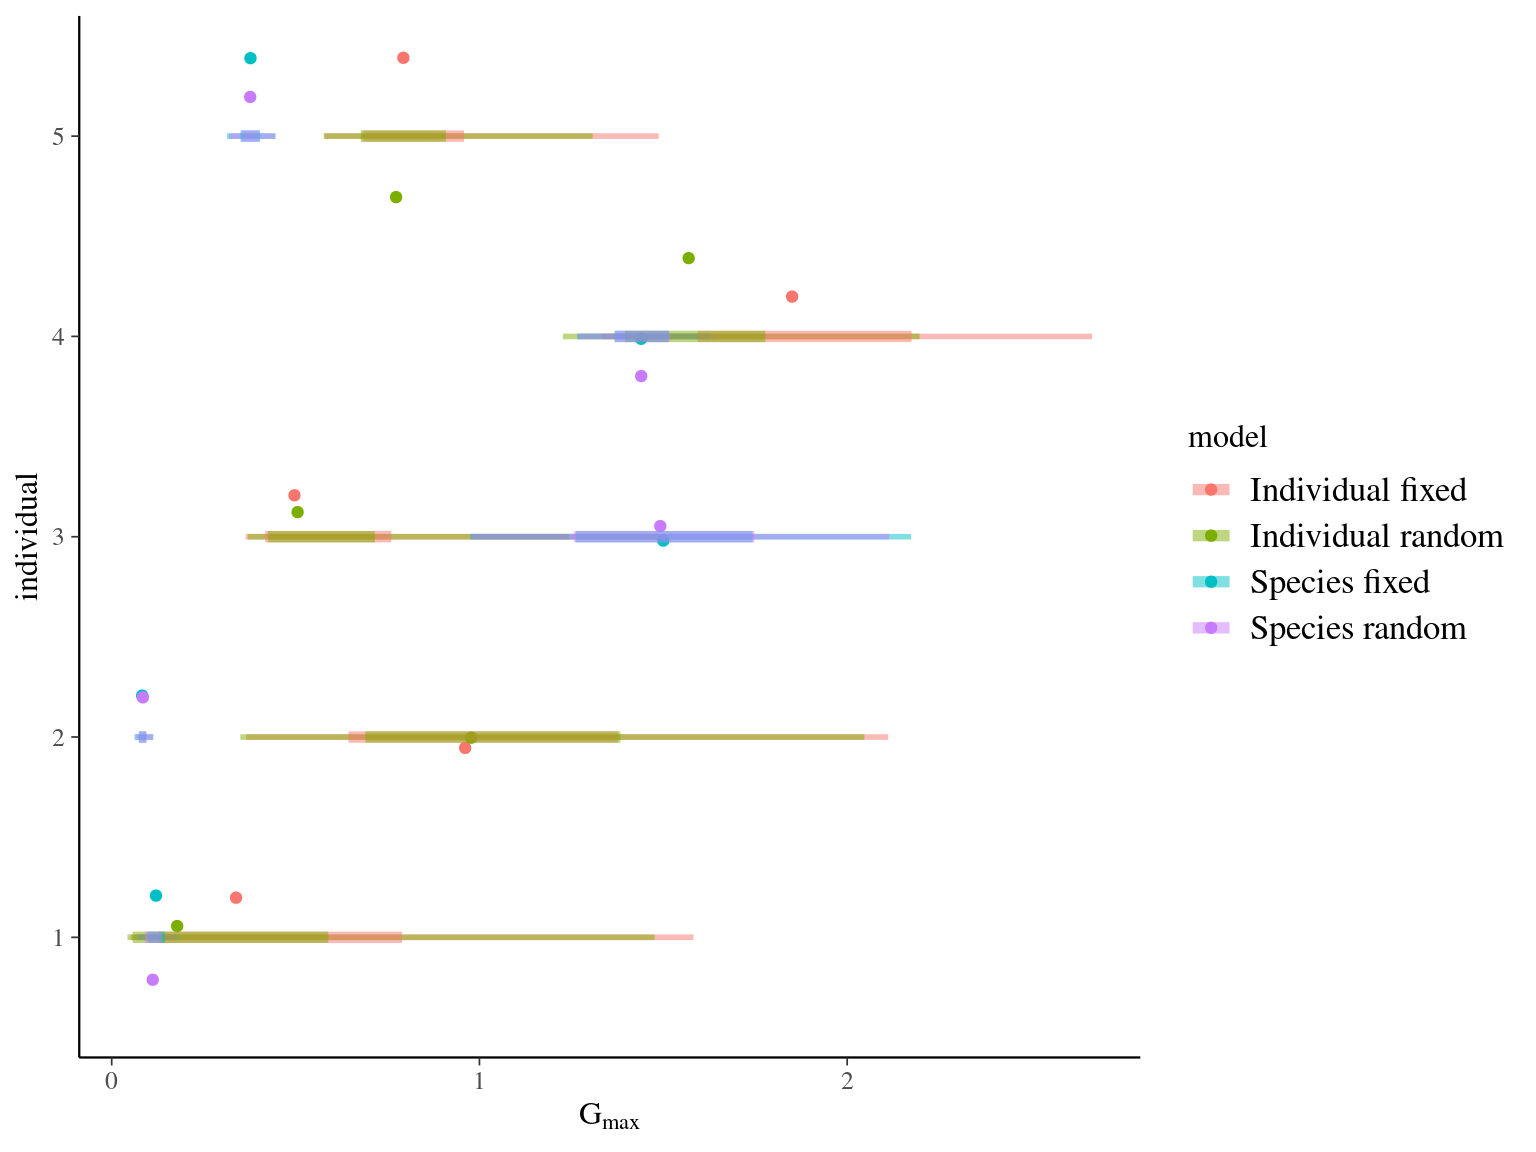 5
4
3
2
1
individual
0 1 2
Gmax
model
Individual fixed
Individual random
Species fixed
Species random